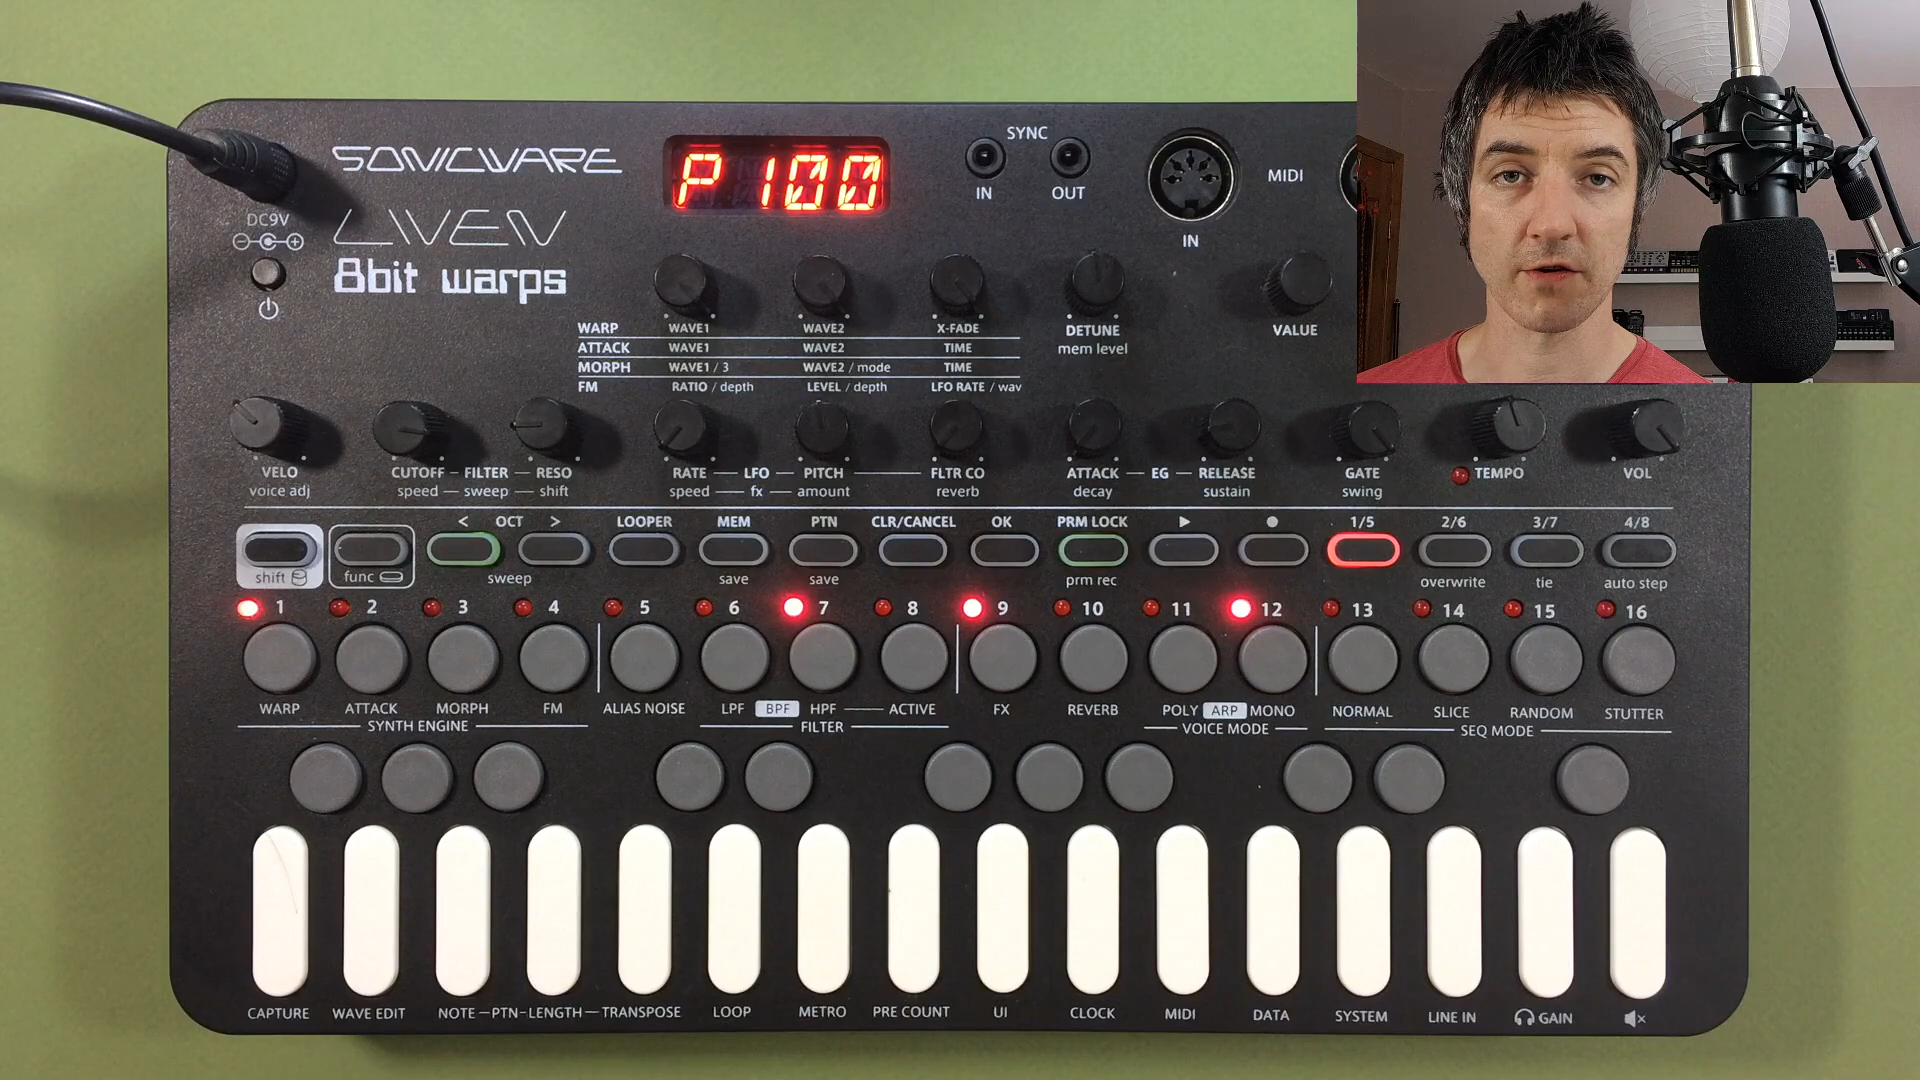 SONICWARE
LIVEN
8bit warps
DC9V
P 100
SYNC
IN OUT
MIDI
IN
WARP WAVE1 WAVE2 X-FADE
ATTACK WAVE1 WAVE2 TIME
MORPH WAVE1 / 3 WAVE2 / mode TIME
FM RATIO / depth LEVEL / depth LFO RATE / wav
DETUNE
mem level
VALUE
VELO CUTOFF FILTER RESO RATE LFO PITCH FLTR CO ATTACK EG RELEASE GATE TEMPO VOL
voice adj speed sweep shift speed fx amount reverb decay sustain swing
< OCT > LOOPER MEM PTN CLR/CANCEL OK PRM LOCK ▶ ● 1/5 2/6 3/7 4/8
shift func sweep save save prm rec overwrite tie auto step
1 2 3 4 5 6 7 8 9 10 11 12 13 14 15 16
WARP ATTACK MORPH FM ALIAS NOISE LPF BPF HPF ACTIVE FX REVERB POLY ARP MONO NORMAL SLICE RANDOM STUTTER
SYNTH ENGINE FILTER VOICE MODE SEQ MODE
CAPTURE WAVE EDIT NOTE PTN LENGTH TRANSPOSE LOOP METRO PRE COUNT UI CLOCK MIDI DATA SYSTEM LINE IN GAIN